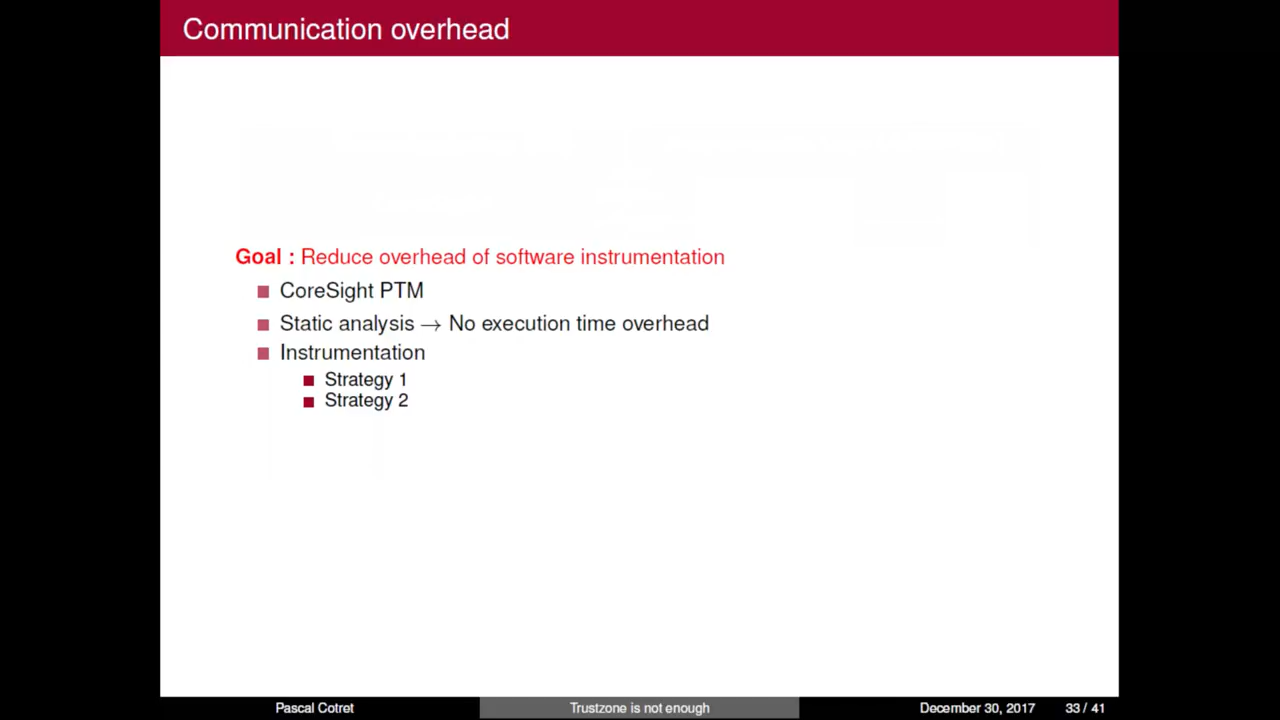 Communication overhead
Goal : Reduce overhead of software instrumentation
CoreSight PTM
Static analysis → No execution time overhead
Instrumentation
Strategy 1
Strategy 2
Pascal Cotret
Trustzone is not enough
December 30, 2017
33 / 41